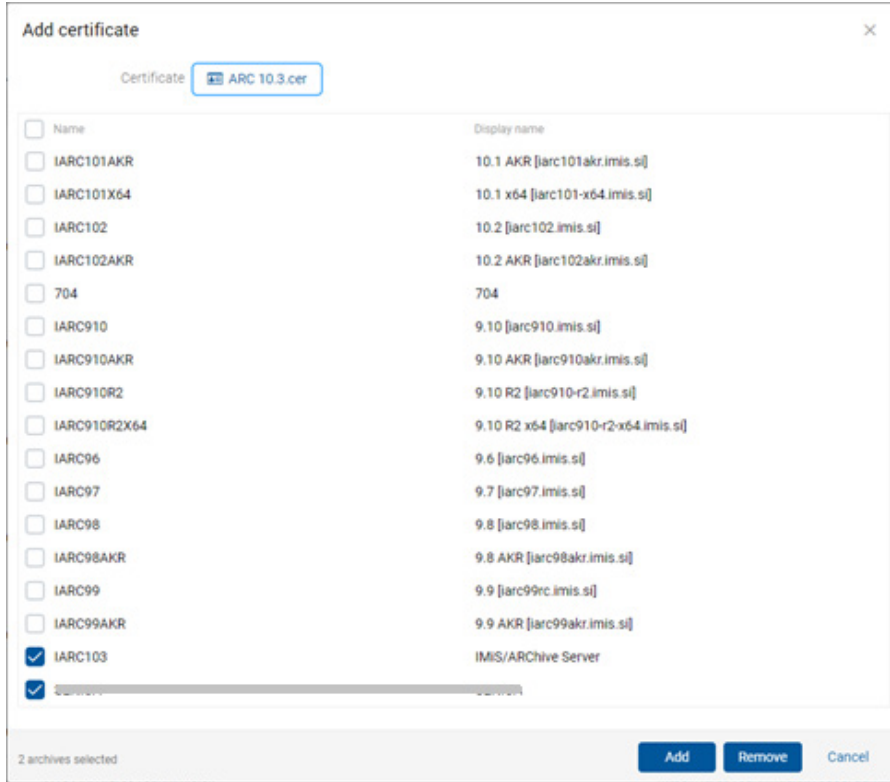 Add certificate
Certificate ARC 10.3.cer
Name Display name
IARC101AKR 10.1 AKR [iarc101akr.imis.si]
IARC101X64 10.1 x64 [iarc101-x64.imis.si]
IARC102 10.2 [iarc102.imis.si]
IARC102AKR 10.2 AKR [iarc102akr.imis.si]
704 704
IARC910 9.10 [iarc910.imis.si]
IARC910AKR 9.10 AKR [iarc910akr.imis.si]
IARC910R2 9.10 R2 [iarc910-r2.imis.si]
IARC910R2X64 9.10 R2 x64 [iarc910-r2-x64.imis.si]
IARC96 9.6 [iarc96.imis.si]
IARC97 9.7 [iarc97.imis.si]
IARC98 9.8 [iarc98.imis.si]
IARC98AKR 9.8 AKR [iarc98akr.imis.si]
IARC99 9.9 [iarc99rc.imis.si]
IARC99AKR 9.9 AKR [iarc99akr.imis.si]
IARC103 IMiS/ARChive Server
2 archives selected Add Remove Cancel